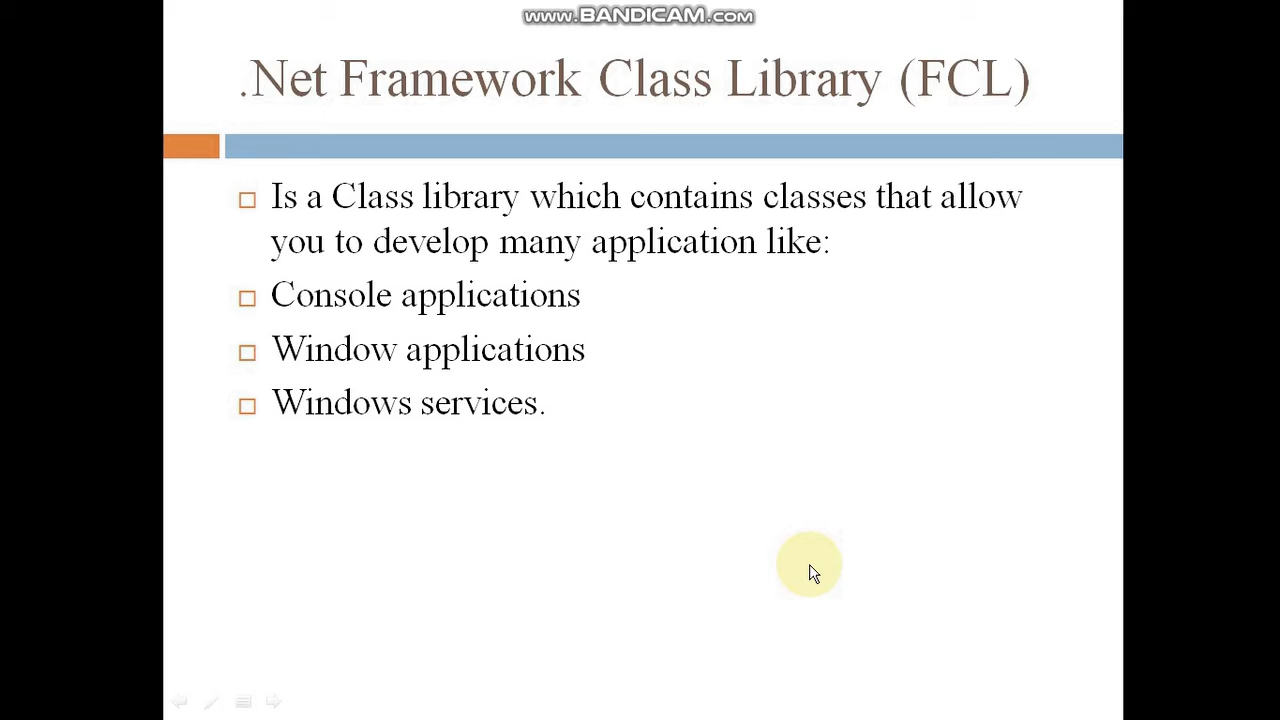 www.BANDICAM.com
.Net Framework Class Library (FCL)
Is a Class library which contains classes that allow
you to develop many application like:
Console applications
Window applications
Windows services.